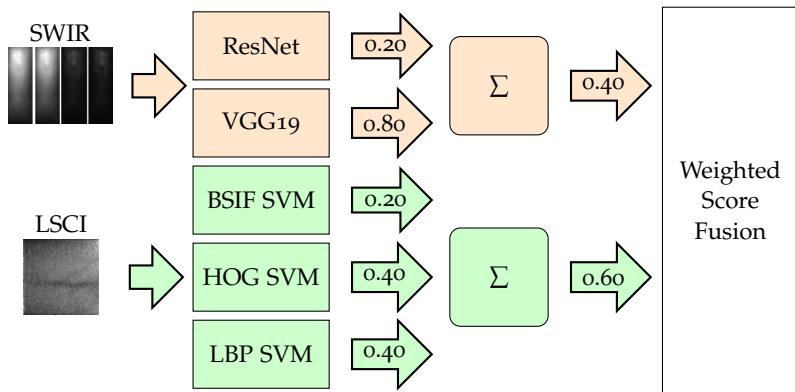 SWIR
ResNet
0.20
VGG19
0.80
Σ
0.40
LSCI
BSIF SVM
0.20
HOG SVM
0.40
LBP SVM
0.40
Σ
0.60
Weighted
Score
Fusion